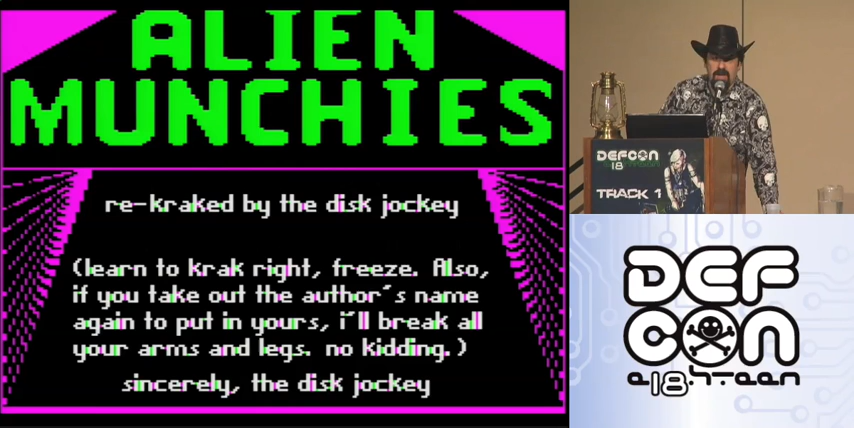 ALIEN
MUNCHIES
re-kraked by the disk jockey
(learn to krak right, freeze. Also,
if you take out the author's name
again to put in yours, i'll break all
your arms and legs. no kidding.)
sincerely, the disk jockey
DEFCON
18
TRACK 1
DEF
CON
18